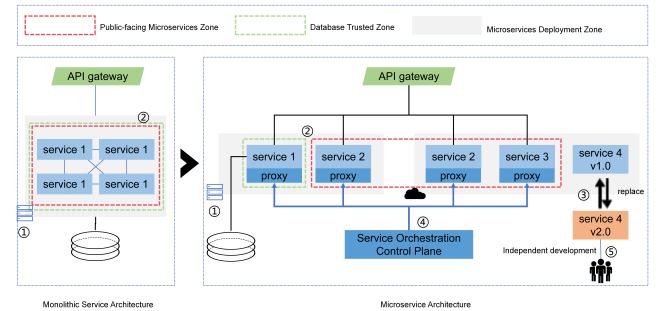 Public-facing Microservices Zone
Database Trusted Zone
Microservices Deployment Zone
API gateway
②
service 1
service 1
service 1
service 1
①
Monolithic Service Architecture
API gateway
②
service 1
proxy
service 2
proxy
service 2
proxy
service 3
proxy
service 4
v1.0
①
③
replace
④
Service Orchestration
Control Plane
service 4
v2.0
Independent development
⑤
Microservice Architecture